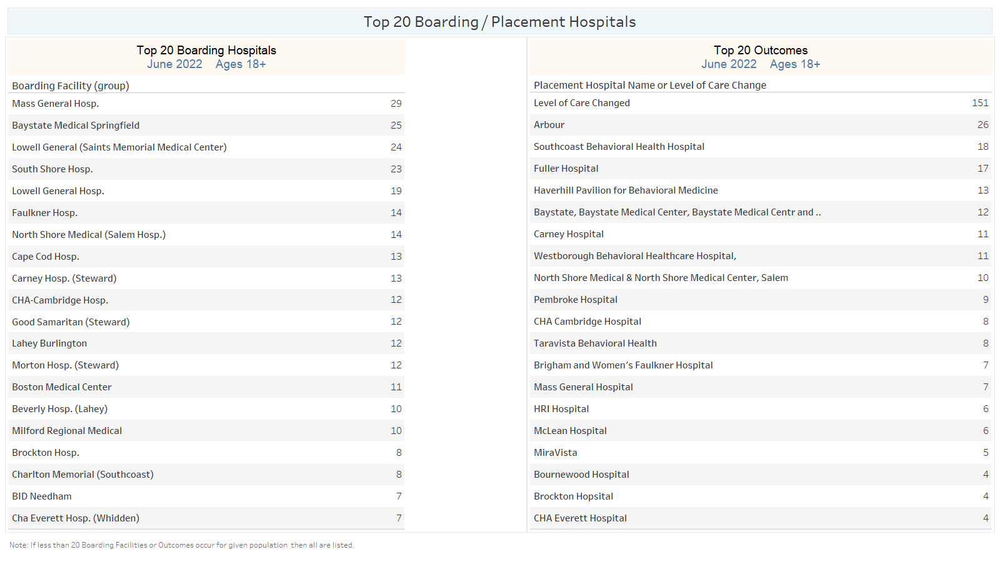 Top 20 Boarding / Placement Hospitals
Top 20 Boarding Hospitals
June 2022 Ages 18+
Boarding Facility (group)
Mass General Hosp. 29
Baystate Medical Springfield 25
Lowell General (Saints Memorial Medical Center) 24
South Shore Hosp. 23
Lowell General Hosp. 19
Faulkner Hosp. 14
North Shore Medical (Salem Hosp.) 14
Cape Cod Hosp. 13
Carney Hosp. (Steward) 13
CHA-Cambridge Hosp. 12
Good Samaritan (Steward) 12
Lahey Burlington 12
Morton Hosp. (Steward) 12
Boston Medical Center 11
Beverly Hosp. (Lahey) 10
Milford Regional Medical 10
Brockton Hosp. 8
Charlton Memorial (Southcoast) 8
BID Needham 7
Cha Everett Hosp. (Whidden) 7
Top 20 Outcomes
June 2022 Ages 18+
Placement Hospital Name or Level of Care Change
Level of Care Changed 151
Arbour 26
Southcoast Behavioral Health Hospital 18
Fuller Hospital 17
Haverhill Pavilion for Behavioral Medicine 13
Baystate, Baystate Medical Center, Baystate Medical Centr and .. 12
Carney Hospital 11
Westborough Behavioral Healthcare Hospital, 11
North Shore Medical & North Shore Medical Center, Salem 10
Pembroke Hospital 9
CHA Cambridge Hospital 8
Taravista Behavioral Health 8
Brigham and Women’s Faulkner Hospital 7
Mass General Hospital 7
HRI Hospital 6
McLean Hospital 6
MiraVista 5
Bournewood Hospital 4
Brockton Hopsital 4
CHA Everett Hospital 4
Note: If less than 20 Boarding Facilities or Outcomes occur for given population then all are listed.